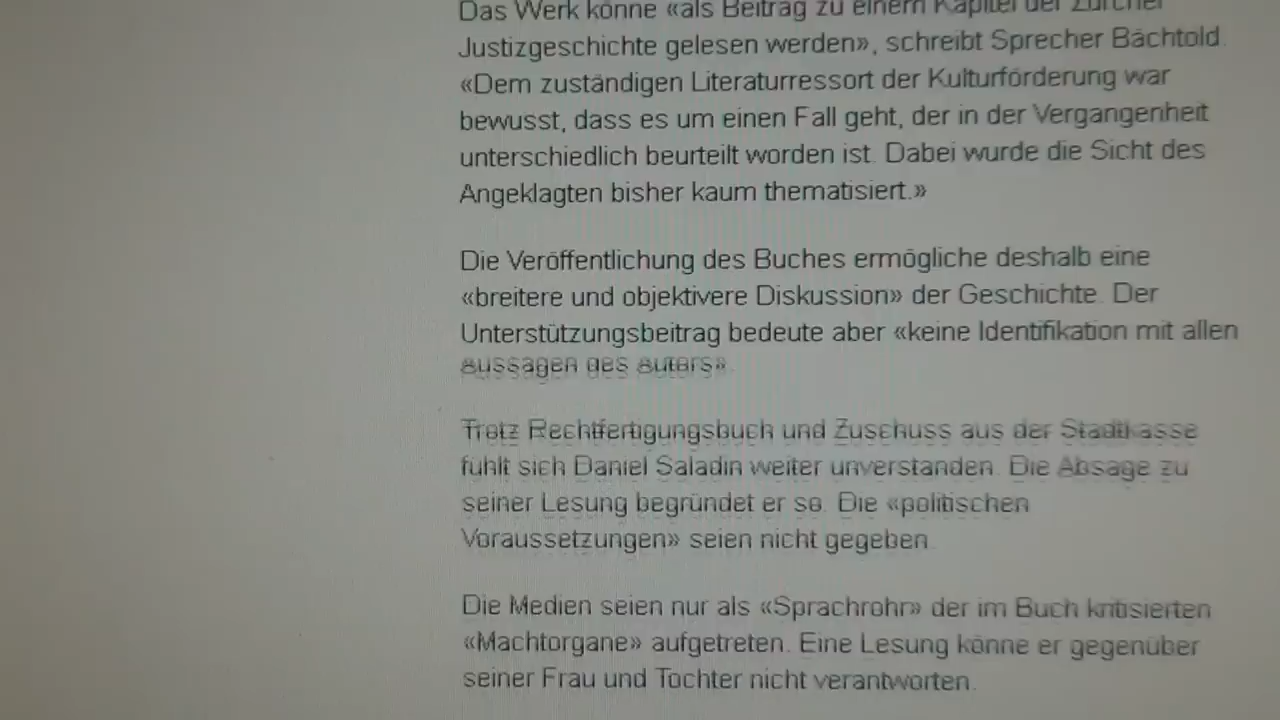 Das Werk könne «als Beitrag zu einem Kapitel der Zürcher
Justizgeschichte gelesen werden», schreibt Sprecher Bächtold.
«Dem zuständigen Literaturressort der Kulturförderung war
bewusst, dass es um einen Fall geht, der in der Vergangenheit
unterschiedlich beurteilt worden ist. Dabei wurde die Sicht des
Angeklagten bisher kaum thematisiert.»
Die Veröffentlichung des Buches ermögliche deshalb eine
«breitere und objektivere Diskussion» der Geschichte. Der
Unterstützungsbeitrag bedeute aber «keine Identifikation mit allen
Aussagen des Autors».
Trotz Rechtfertigungsbuch und Zuschuss aus der Stadtkasse
fühlt sich Daniel Saladin weiter unverstanden. Die Absage zu
seiner Lesung begründet er so: Die «politischen
Voraussetzungen» seien nicht gegeben.
Die Medien seien nur als «Sprachrohr» der im Buch kritisierten
«Machtorgane» aufgetreten. Eine Lesung könne er gegenüber
seiner Frau und Tochter nicht verantworten.